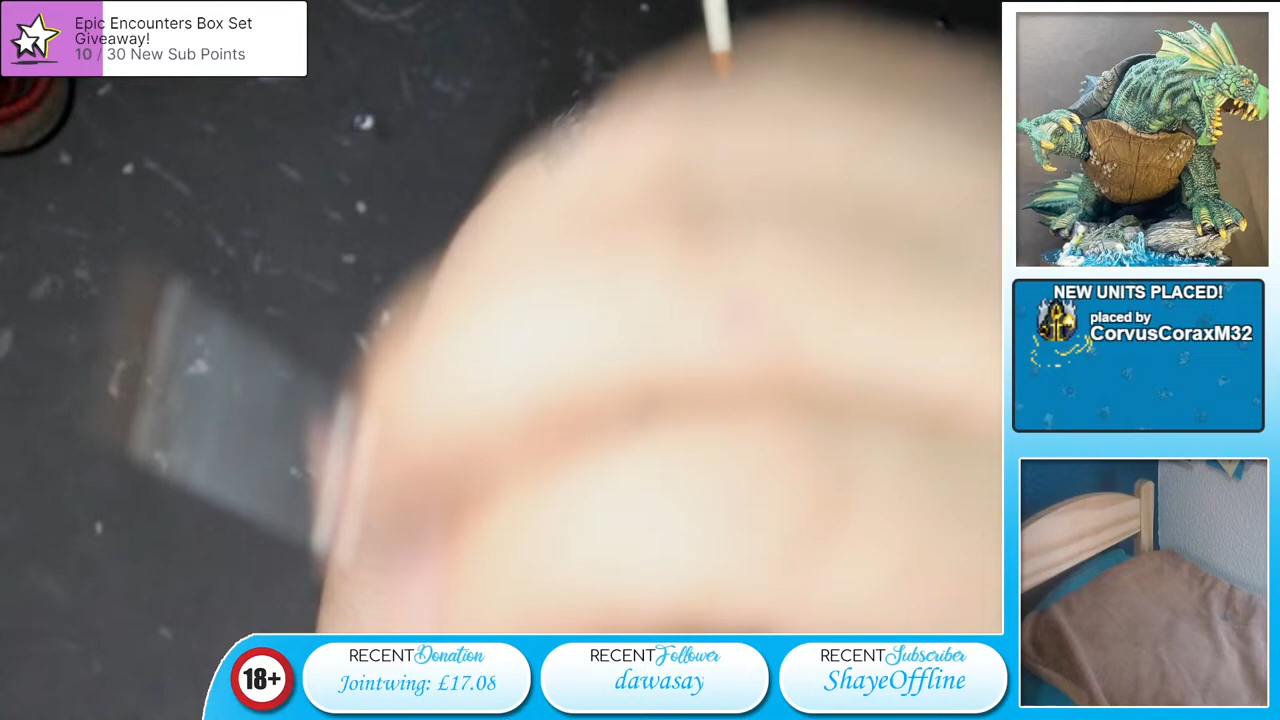 Epic Encounters Box Set
Giveaway!
10 / 30 New Sub Points
NEW UNITS PLACED!
placed by
CorvusCoraxM32
18+
RECENT Donation
Jointwing: £17.08
RECENT Follower
dawasay
RECENT Subscriber
ShayeOffline